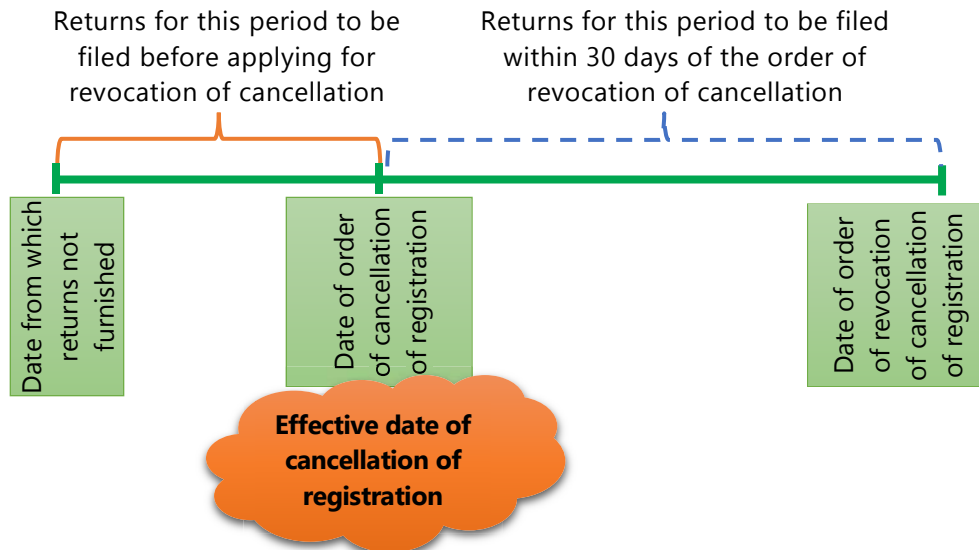 Returns for this period to be
filed before applying for
revocation of cancellation
Returns for this period to be filed
within 30 days of the order of
revocation of cancellation
Date from which
returns not
furnished
Date of order
of cancellation
of registration
Date of order
of revocation
of cancellation
of registration
Effective date of
cancellation of
registration